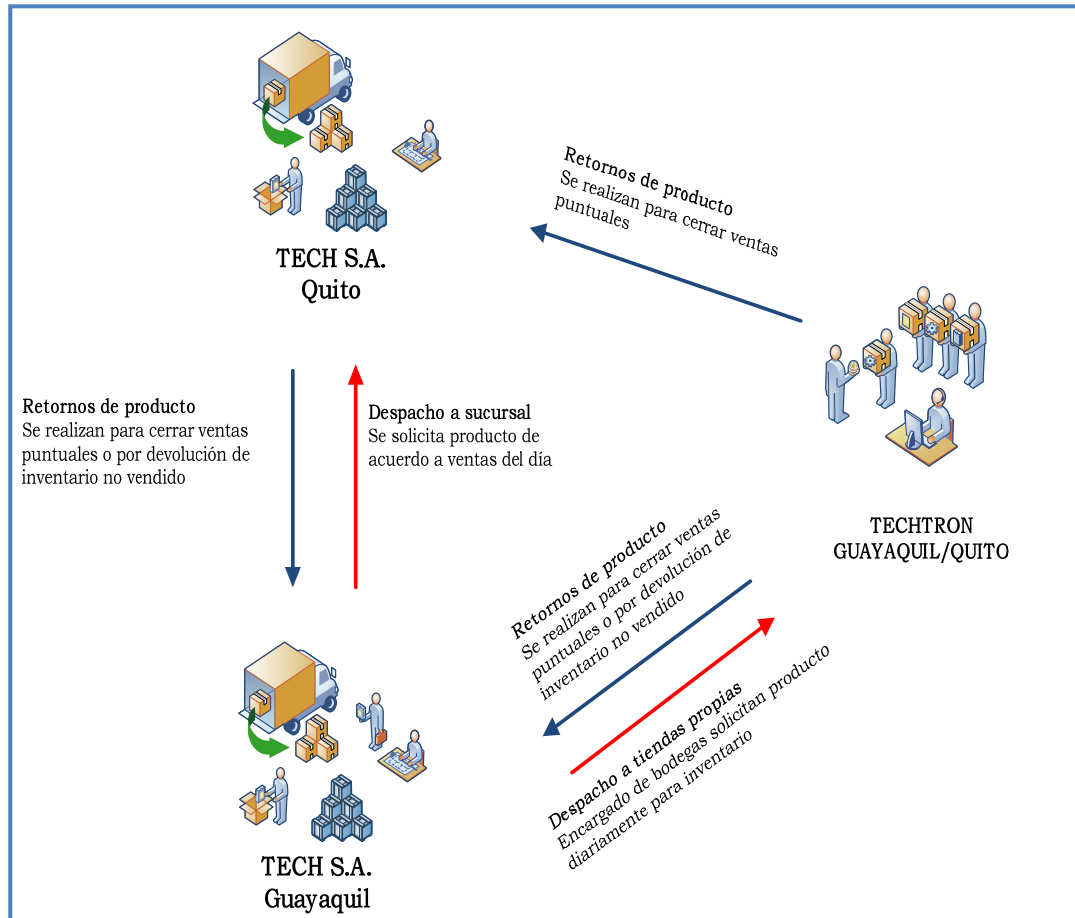 Retornos de producto
Se realizan para cerrar ventas
puntuales
TECH S.A.
Quito
Retornos de producto
Se realizan para cerrar ventas
puntuales o por devolución de
inventario no vendido
Despacho a sucursal
Se solicita producto de
acuerdo a ventas del día
TECHTRON
GUAYAQUIL/QUITO
Retornos de producto
Se realizan para cerrar ventas
puntuales o por devolución de
inventario no vendido
Despacho a tiendas propias
Encargado de bodegas solicitan producto
diariamente para inventario
TECH S.A.
Guayaquil